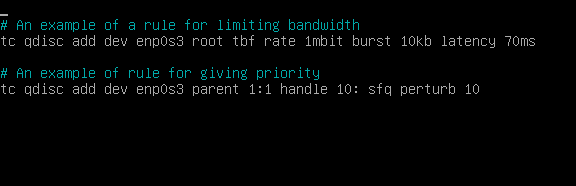 # An example of a rule for limiting bandwidth
tc qdisc add dev enp0s3 root tbf rate 1mbit burst 10kb latency 70ms
# An example of rule for giving priority
tc qdisc add dev enp0s3 parent 1:1 handle 10: sfq perturb 10